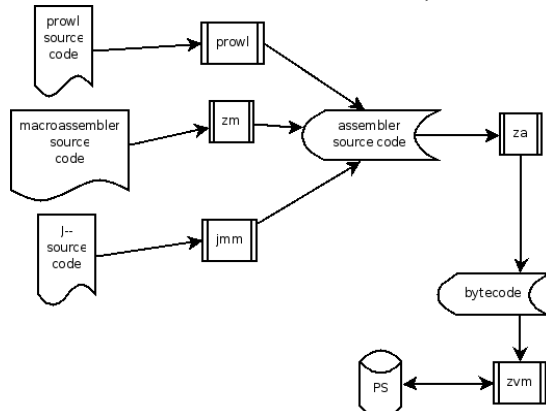 prowl
source
code
prowl
macroassembler
source
code
zm
assembler
source code
za
J--
source
code
jmm
bytecode
PS
zvm